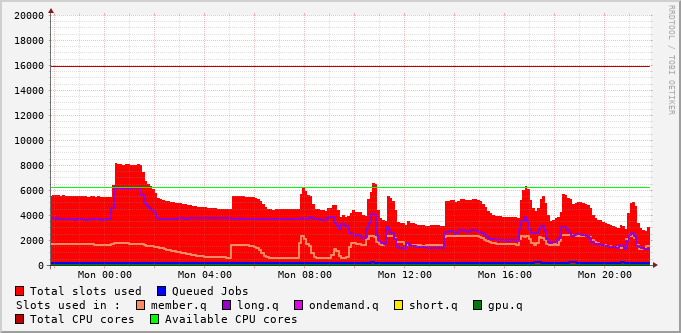 20000
18000
16000
14000
12000
10000
8000
6000
4000
2000
0
Mon 00:00 Mon 04:00 Mon 08:00 Mon 12:00 Mon 16:00 Mon 20:00
Total slots used Queued Jobs
Slots used in : member.q long.q ondemand.q short.q gpu.q
Total CPU cores Available CPU cores
RRDTOOL / TOBI OETIKER